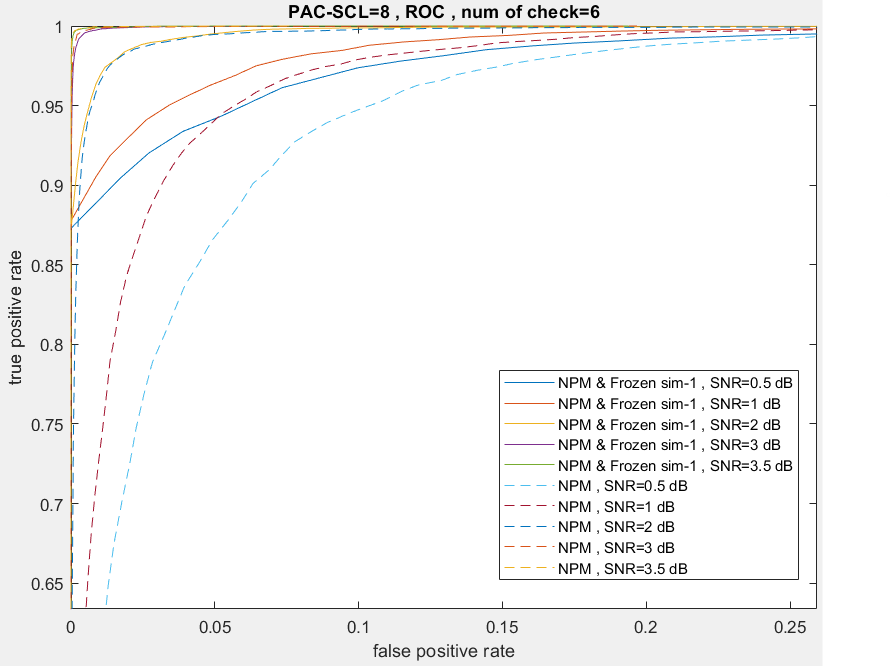 PAC-SCL=8 , ROC , num of check=6
1
0.95
0.9
0.85
0.8
0.75
0.7
0.65
true positive rate
NPM & Frozen sim-1 , SNR=0.5 dB
NPM & Frozen sim-1 , SNR=1 dB
NPM & Frozen sim-1 , SNR=2 dB
NPM & Frozen sim-1 , SNR=3 dB
NPM & Frozen sim-1 , SNR=3.5 dB
NPM , SNR=0.5 dB
NPM , SNR=1 dB
NPM , SNR=2 dB
NPM , SNR=3 dB
NPM , SNR=3.5 dB
0 0.05 0.1 0.15 0.2 0.25
false positive rate